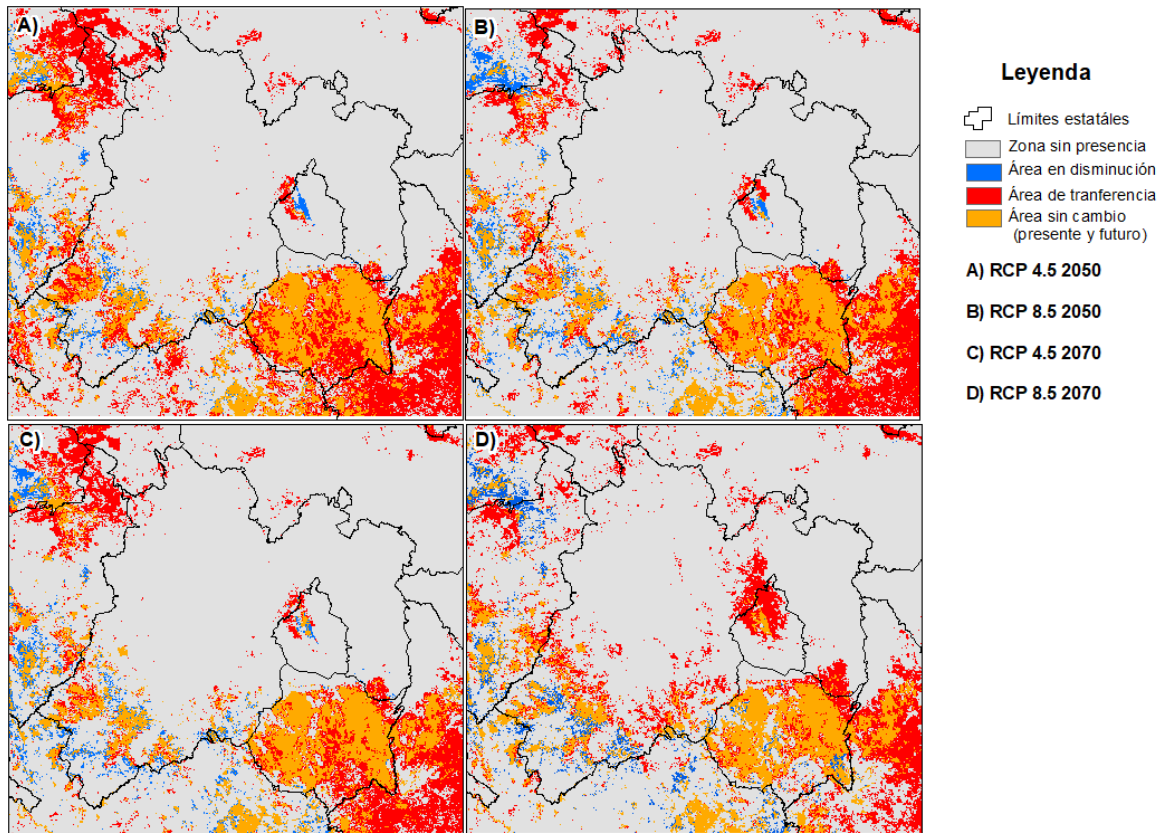 A)
B)
C)
D)
Leyenda
Límites estatáles
Zona sin presencia
Área en disminución
Área de tranferencia
Área sin cambio
(presente y futuro)
A) RCP 4.5 2050
B) RCP 8.5 2050
C) RCP 4.5 2070
D) RCP 8.5 2070